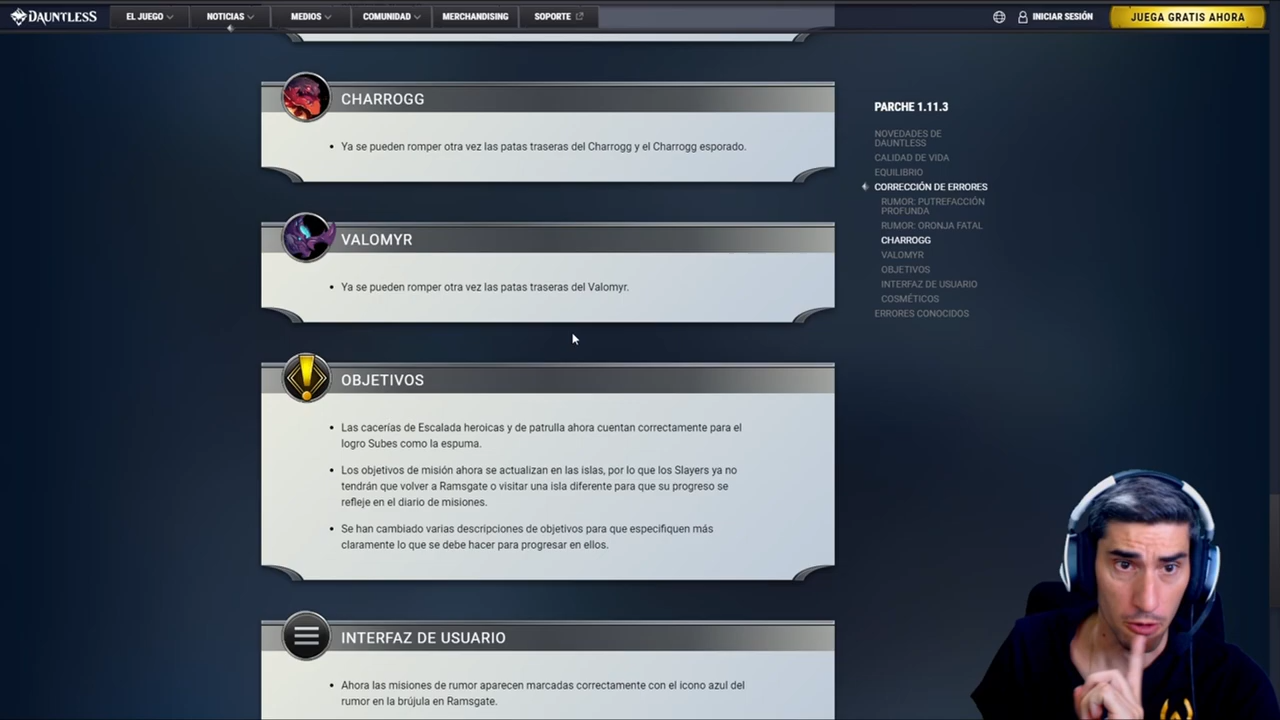 DAUNTLESS
EL JUEGO
NOTICIAS
MEDIOS
COMUNIDAD
MERCHANDISING
SOPORTE
INICIAR SESIÓN
JUEGA GRATIS AHORA
CHARROGG
Ya se pueden romper otra vez las patas traseras del Charrogg y el Charrogg esporado.
VALOMYR
Ya se pueden romper otra vez las patas traseras del Valomyr.
OBJETIVOS
Las cacerías de Escalada heroicas y de patrulla ahora cuentan correctamente para el
logro Subes como la espuma.
Los objetivos de misión ahora se actualizan en las islas, por lo que los Slayers ya no
tendrán que volver a Ramsgate o visitar una isla diferente para que su progreso se
refleje en el diario de misiones.
Se han cambiado varias descripciones de objetivos para que especifiquen más
claramente lo que se debe hacer para progresar en ellos.
INTERFAZ DE USUARIO
Ahora las misiones de rumor aparecen marcadas correctamente con el icono azul del
rumor en la brújula en Ramsgate.
PARCHE 1.11.3
NOVEDADES DE
DAUNTLESS
CALIDAD DE VIDA
EQUILIBRIO
CORRECCIÓN DE ERRORES
RUMOR: PUTREFACCIÓN
PROFUNDA
RUMOR: ORONJA FATAL
CHARROGG
VALOMYR
OBJETIVOS
INTERFAZ DE USUARIO
COSMÉTICOS
ERRORES CONOCIDOS